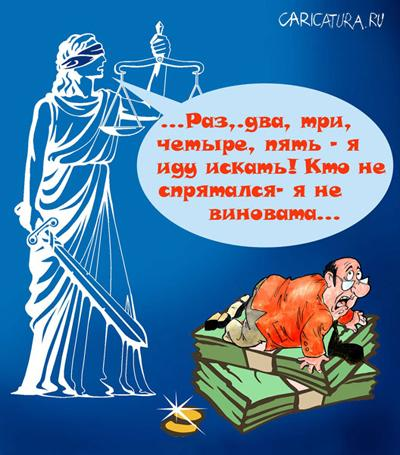 CARICATURA.RU
...Раз,.два, три,
четыре, пять - я
иду искать! Кто не
спрятался- я не
виновата...